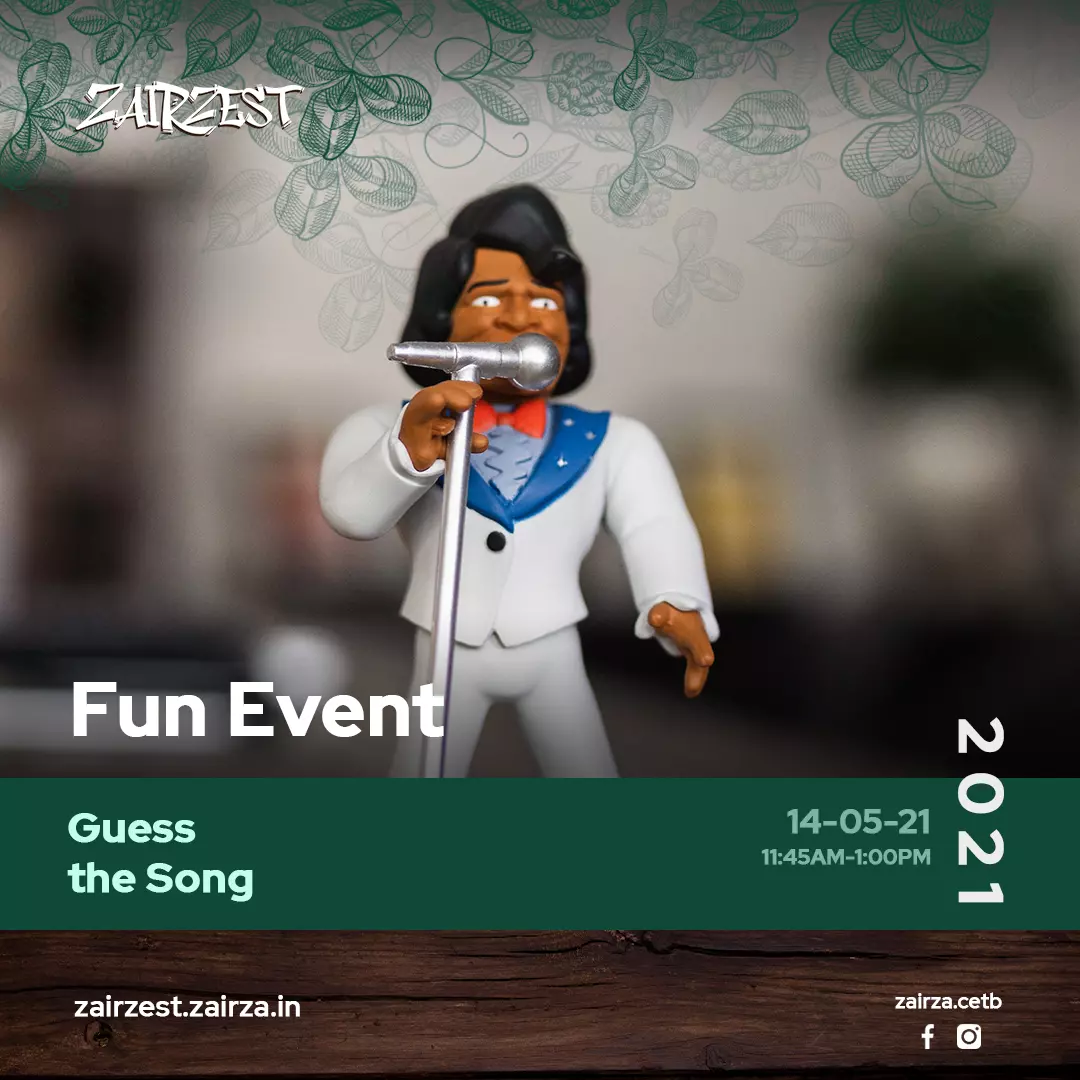 ZAIRZEST
Fun Event
Guess
the Song
14-05-21
11:45AM-1:00PM
2021
zairzest.zairza.in
zairza.cetb